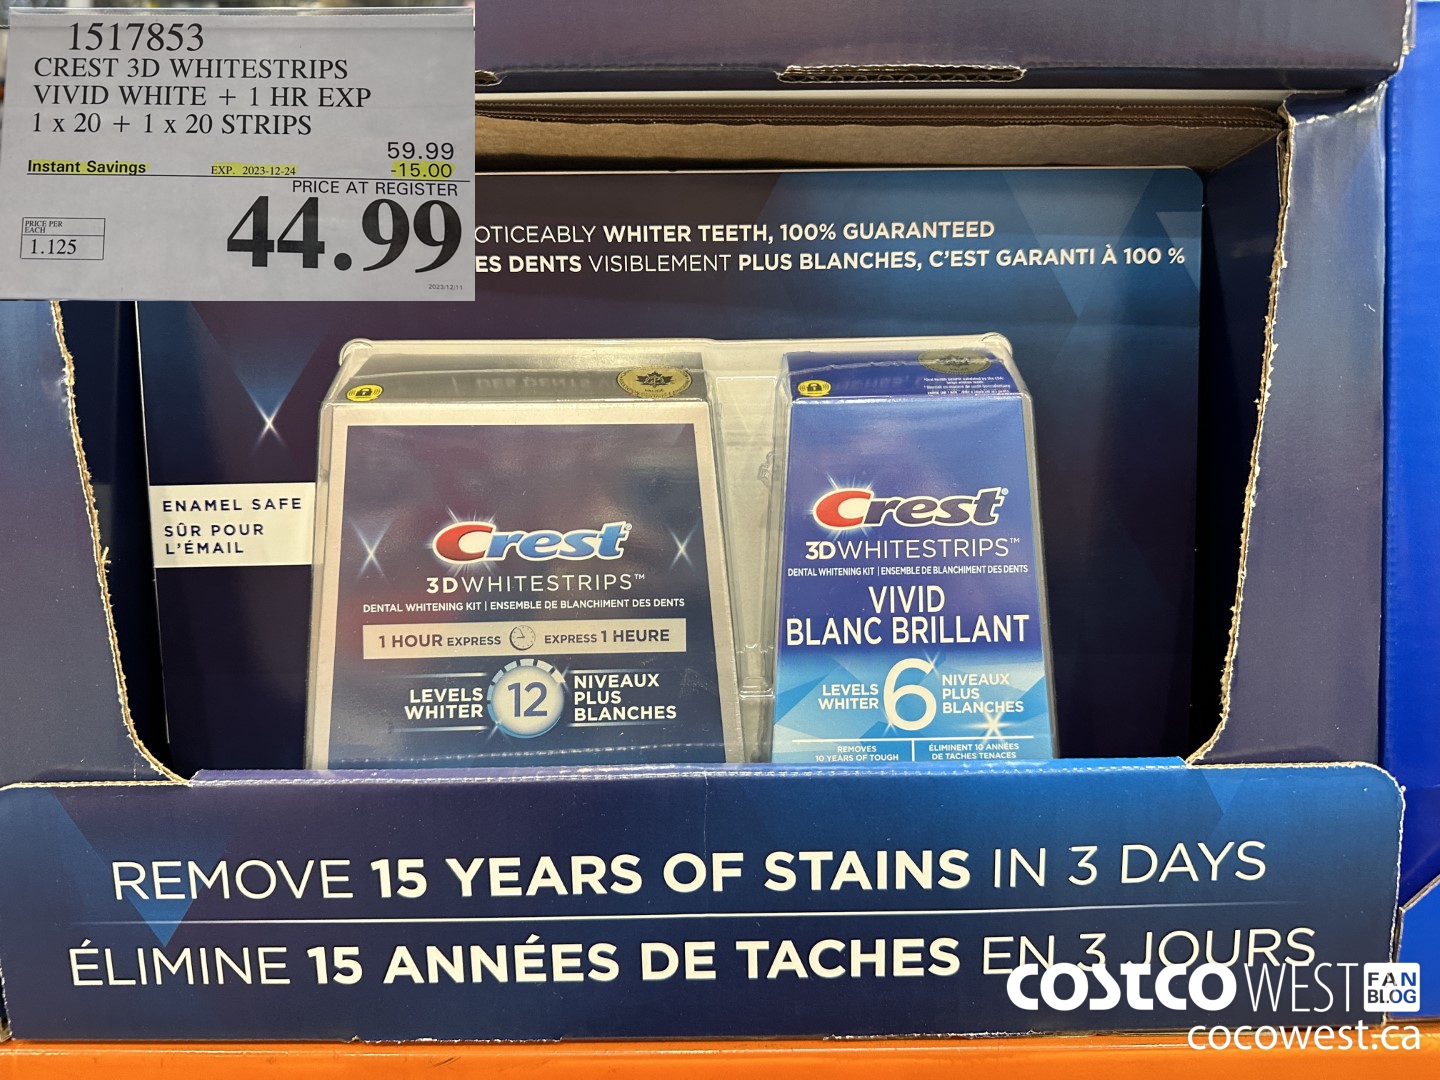 1517853
CREST 3D WHITESTRIPS
VIVID WHITE + 1 HR EXP
1 x 20 + 1 x 20 STRIPS
59.99
Instant Savings EXP. 2023-12-24 -15.00
PRICE AT REGISTER
44.99
PRICE PER
EACH
1.125
2023/12/11
OTICEABLY WHITER TEETH, 100% GUARANTEED
ES DENTS VISIBLEMENT PLUS BLANCHES, C'EST GARANTI À 100 %
ENAMEL SAFE
SÛR POUR
L'ÉMAIL
Crest
3DWHITESTRIPS™
DENTAL WHITENING KIT | ENSEMBLE DE BLANCHIMENT DES DENTS
1 HOUR EXPRESS EXPRESS 1 HEURE
LEVELS
WHITER
12
NIVEAUX
PLUS
BLANCHES
Crest
3DWHITESTRIPS™
DENTAL WHITENING KIT | ENSEMBLE DE BLANCHIMENT DES DENTS
VIVID
BLANC BRILLANT
LEVELS
WHITER
6
NIVEAUX
PLUS
BLANCHES
REMOVES
10 YEARS OF TOUGH
ÉLIMINENT 10 ANNÉES
DE TACHES TENACES
REMOVE 15 YEARS OF STAINS IN 3 DAYS
ÉLIMINE 15 ANNÉES DE TACHES EN 3 JOURS
COSTCO WEST FAN
BLOG
cocowest.ca